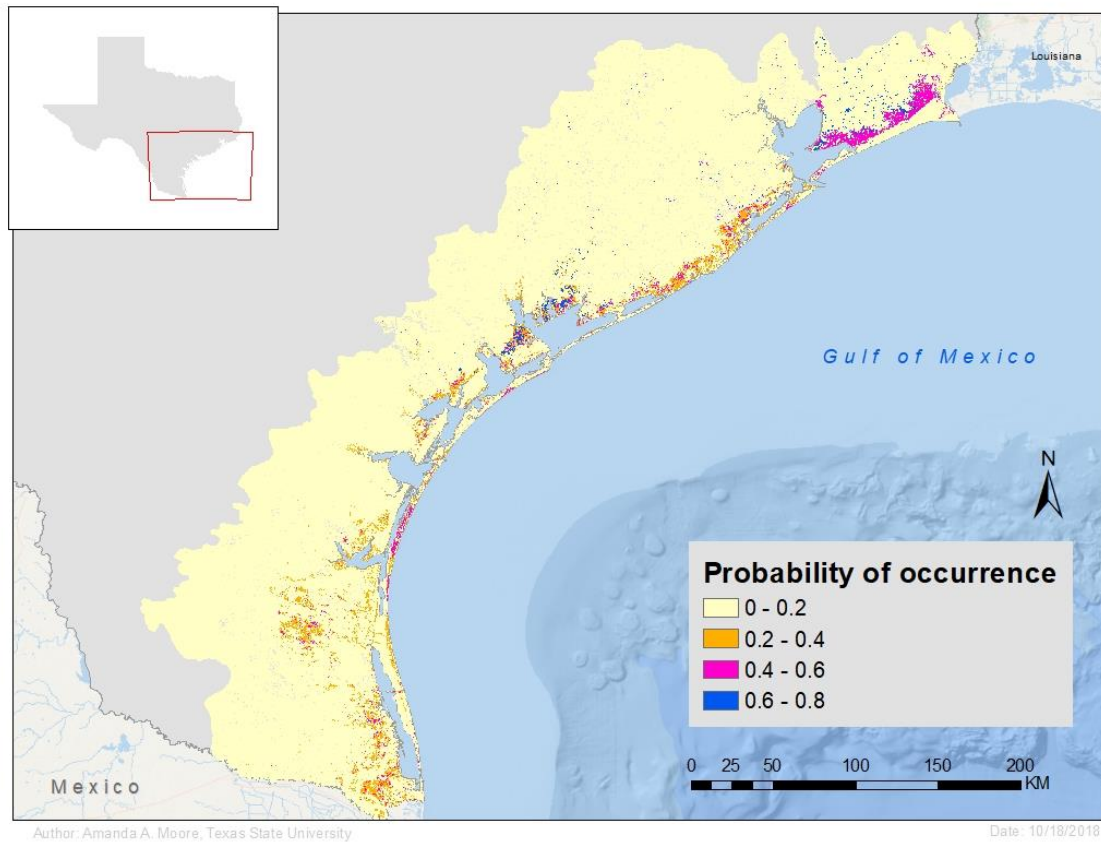 Louisiana
Gulf of Mexico
N
Probability of occurrence
0 - 0.2
0.2 - 0.4
0.4 - 0.6
0.6 - 0.8
0 25 50 100 150 200
KM
Mexico
Author: Amanda A. Moore, Texas State University
Date: 10/18/2018